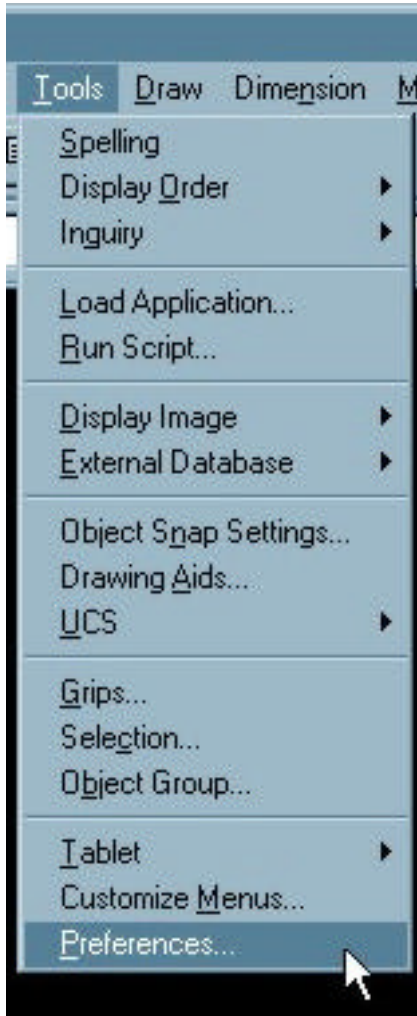 Tools Draw Dimension M
Spelling
Display Order
Inquiry
Load Application...
Run Script...
Display Image
External Database
Object Snap Settings...
Drawing Aids...
UCS
Grips...
Selection...
Object Group...
Tablet
Customize Menus...
Preferences...